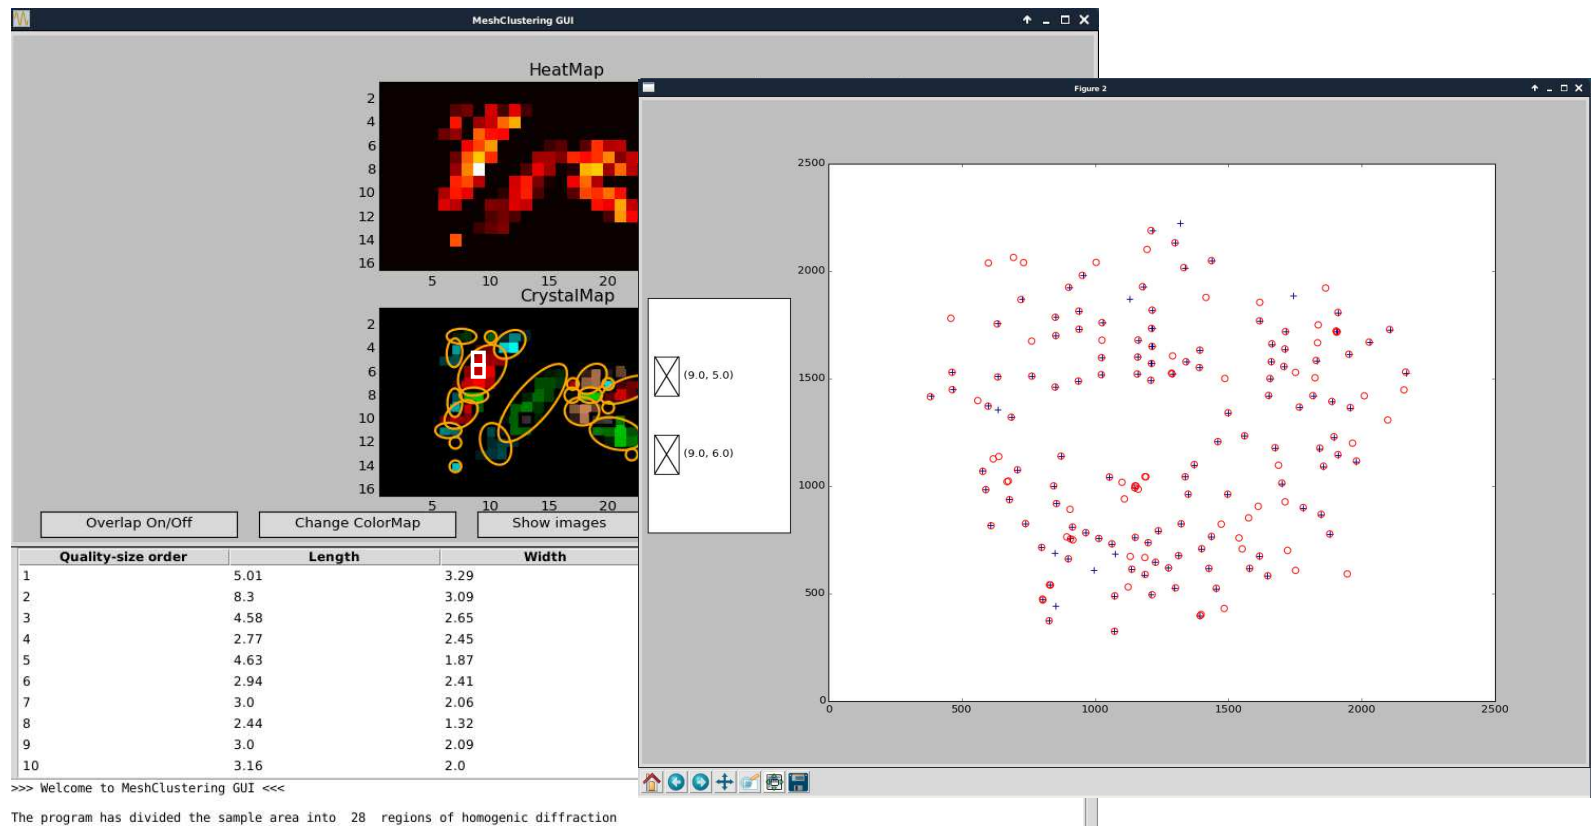 MeshClustering GUI
HeatMap
2
4
6
8
10
12
14
16
5 10 15 20
CrystalMap
2
4
6
8
10
12
14
16
5 10 15 20
Overlap On/Off Change ColorMap Show images
Quality-size order Length Width
1 5.01 3.29
2 8.3 3.09
3 4.58 2.65
4 2.77 2.45
5 4.63 1.87
6 2.94 2.41
7 3.0 2.06
8 2.44 1.32
9 3.0 2.09
10 3.16 2.0
>>> Welcome to MeshClustering GUI <<<
The program has divided the sample area into 28 regions of homogenic diffraction
Figure 2
(9.0, 5.0)
(9.0, 6.0)
2500
2000
1500
1000
500
0
0 500 1000 1500 2000 2500